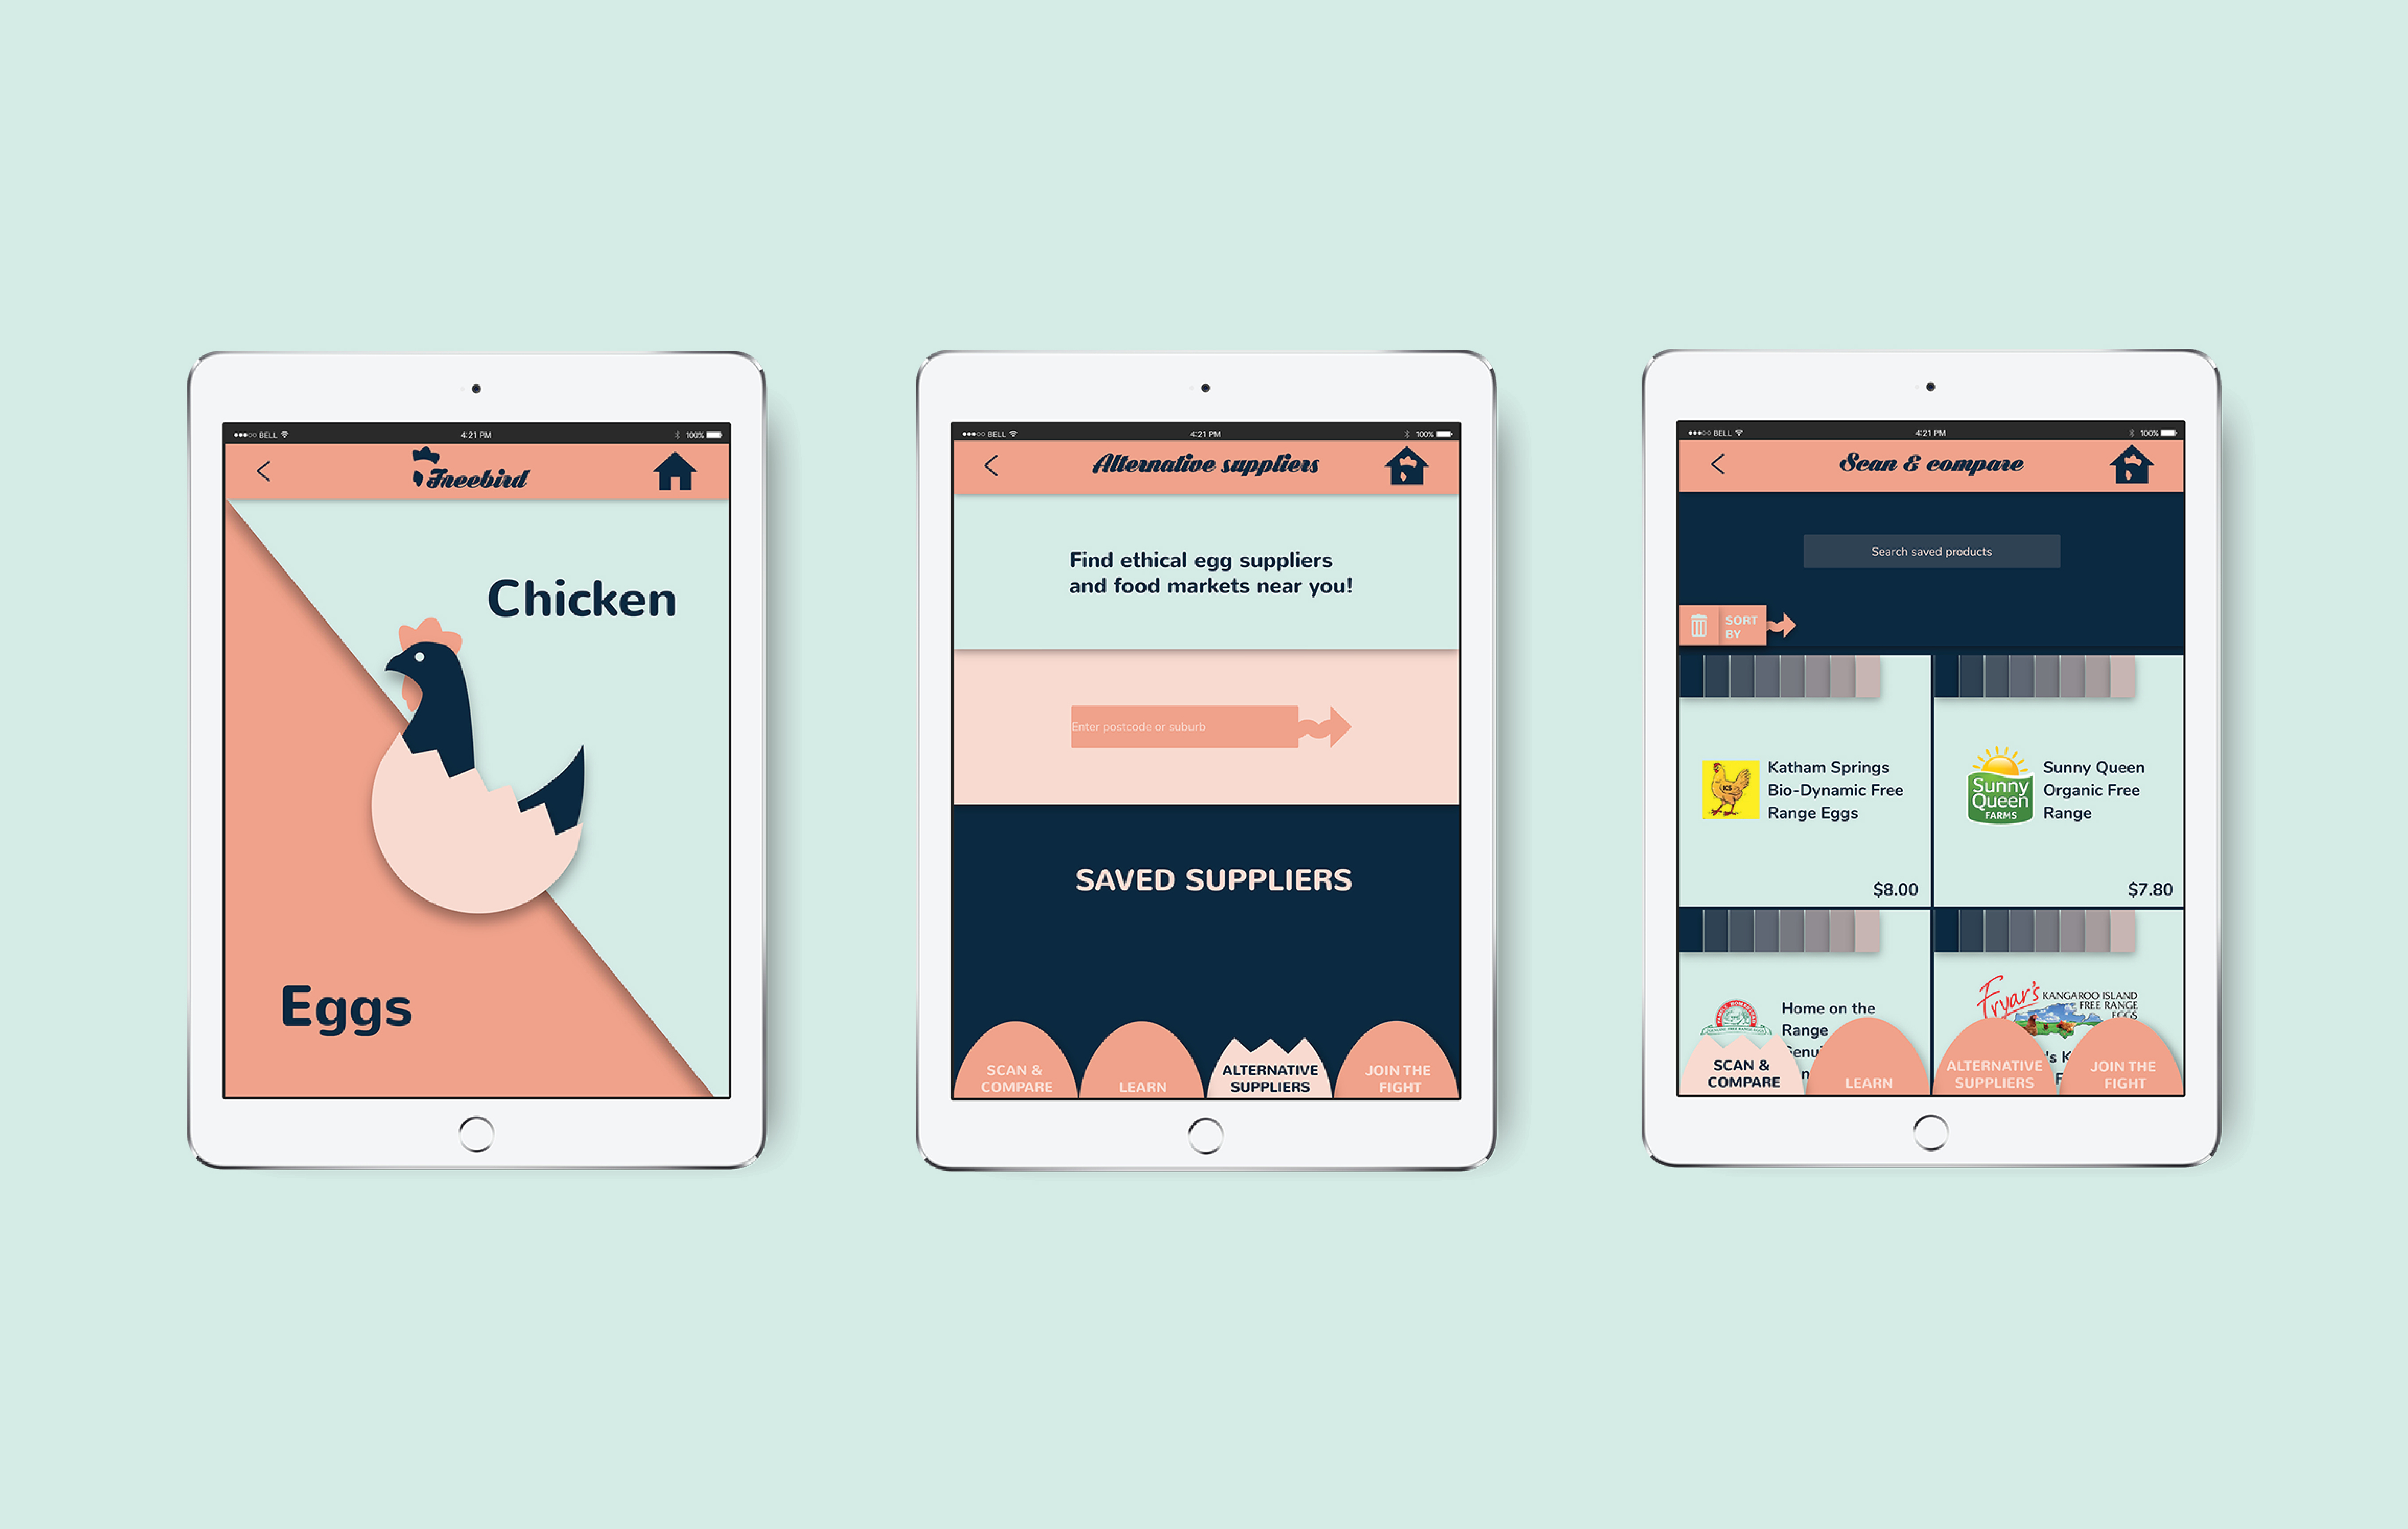 BELL
4:21 PM
100%
Freebird
Chicken
Eggs
BELL
4:21 PM
100%
Alternative suppliers
Find ethical egg suppliers
and food markets near you!
Enter postcode or suburb
SAVED SUPPLIERS
SCAN &
COMPARE
LEARN
ALTERNATIVE
SUPPLIERS
JOIN THE
FIGHT
BELL
4:21 PM
100%
Scan & compare
Search saved products
SORT
BY
KS
Katham Springs
Bio-Dynamic Free
Range Eggs
$8.00
Sunny
Queen
FARMS
Sunny Queen
Organic Free
Range
$7.80
Home on the
Range
Fryar's
KANGAROO ISLAND
FREE RANGE
EGGS
SCAN &
COMPARE
LEARN
ALTERNATIVE
SUPPLIERS
JOIN THE
FIGHT